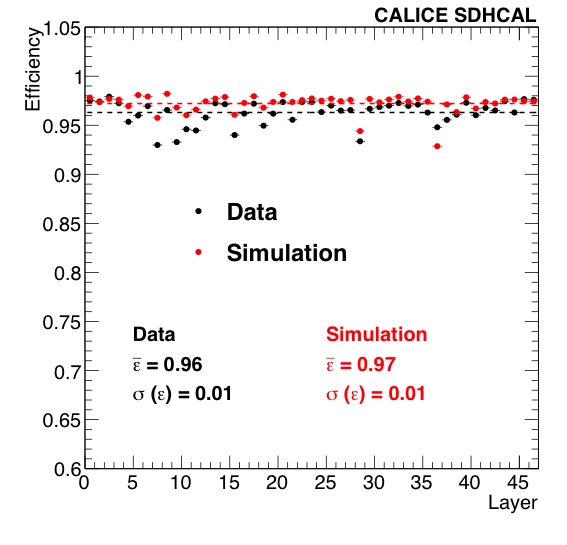 CALICE SDHCAL
Efficiency
1.05
1
0.95
0.9
0.85
0.8
0.75
0.7
0.65
0.6
Data
Simulation
Data
ε̅ = 0.96
σ (ε) = 0.01
Simulation
ε̅ = 0.97
σ (ε) = 0.01
0 5 10 15 20 25 30 35 40 45
Layer